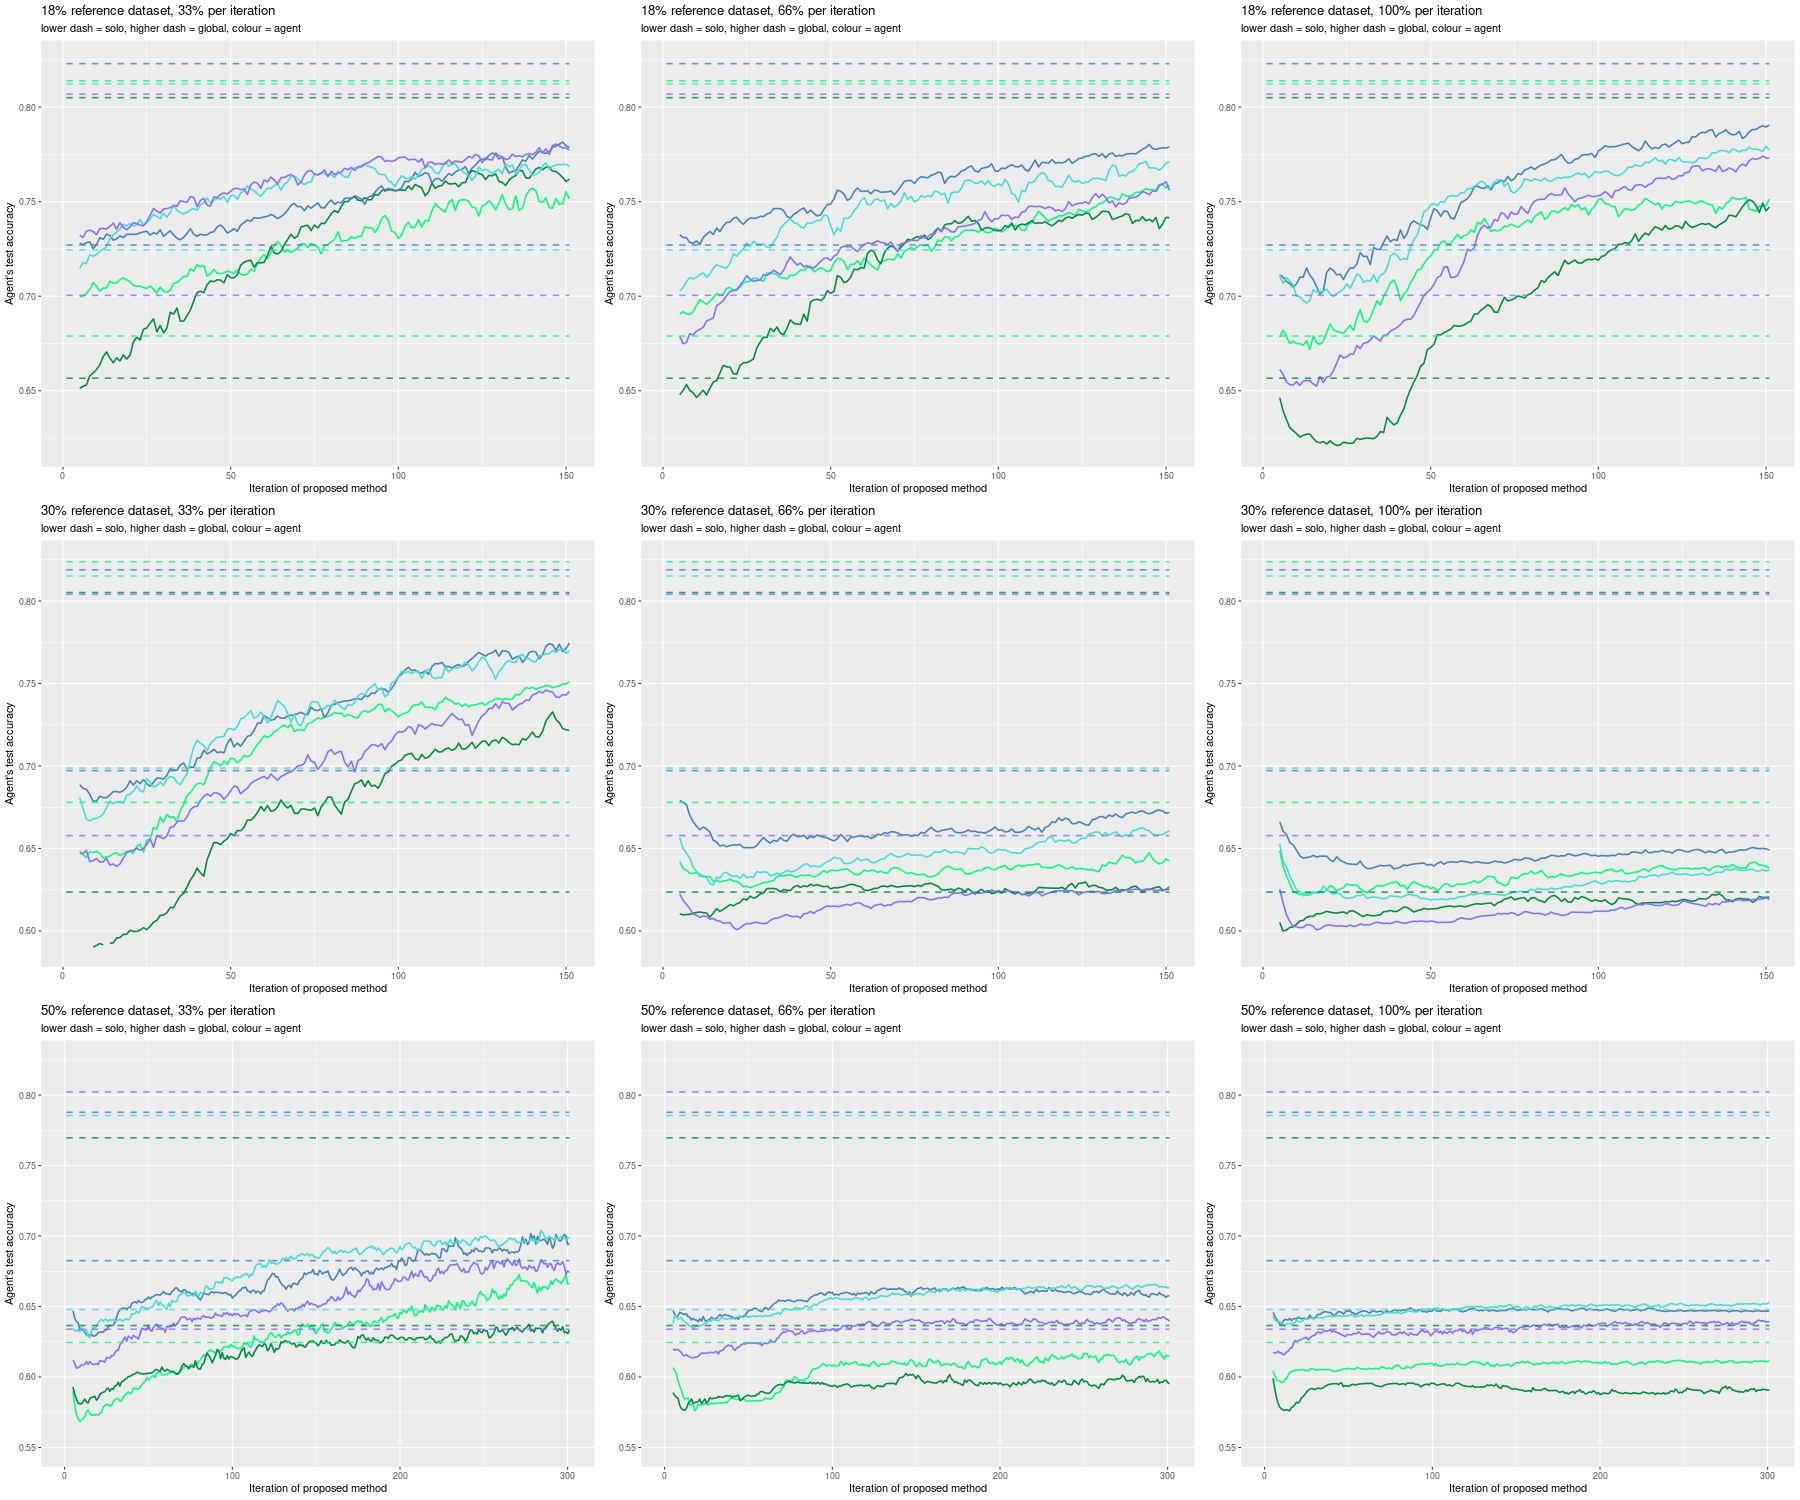 18% reference dataset, 33% per iteration
lower dash = solo, higher dash = global, colour = agent
Agent's test accuracy
0.80
0.75
0.70
0.65
0
50
100
150
Iteration of proposed method
18% reference dataset, 66% per iteration
lower dash = solo, higher dash = global, colour = agent
Agent's test accuracy
0.80
0.75
0.70
0.65
0
50
100
150
Iteration of proposed method
18% reference dataset, 100% per iteration
lower dash = solo, higher dash = global, colour = agent
Agent's test accuracy
0.80
0.75
0.70
0.65
0
50
100
150
Iteration of proposed method
30% reference dataset, 33% per iteration
lower dash = solo, higher dash = global, colour = agent
Agent's test accuracy
0.80
0.75
0.70
0.65
0.60
0
50
100
150
Iteration of proposed method
30% reference dataset, 66% per iteration
lower dash = solo, higher dash = global, colour = agent
Agent's test accuracy
0.80
0.75
0.70
0.65
0.60
0
50
100
150
Iteration of proposed method
30% reference dataset, 100% per iteration
lower dash = solo, higher dash = global, colour = agent
Agent's test accuracy
0.80
0.75
0.70
0.65
0.60
0
50
100
150
Iteration of proposed method
50% reference dataset, 33% per iteration
lower dash = solo, higher dash = global, colour = agent
Agent's test accuracy
0.80
0.75
0.70
0.65
0.60
0.55
0
100
200
300
Iteration of proposed method
50% reference dataset, 66% per iteration
lower dash = solo, higher dash = global, colour = agent
Agent's test accuracy
0.80
0.75
0.70
0.65
0.60
0.55
0
100
200
300
Iteration of proposed method
50% reference dataset, 100% per iteration
lower dash = solo, higher dash = global, colour = agent
Agent's test accuracy
0.80
0.75
0.70
0.65
0.60
0.55
0
100
200
300
Iteration of proposed method